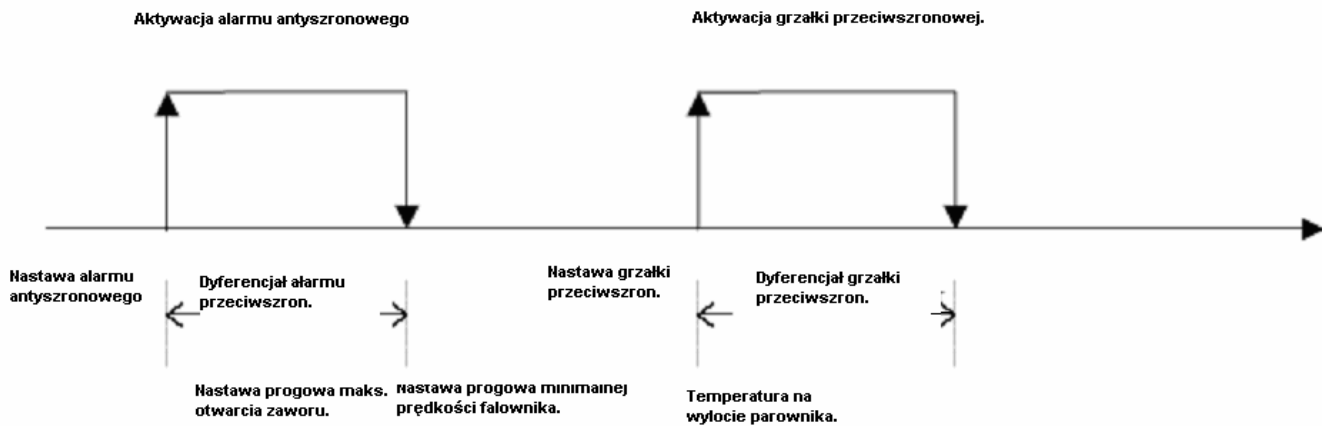 Aktywacja alarmu antyszronowego
Aktywacja grzałki przeciwszronowej.
Nastawa alarmu
antyszronowego
Dyferencjał alarmu
przeciwszron.
Nastawa grzałki
przeciwszron.
Dyferencjał grzałki
przeciwszron.
Nastawa progowa maks.
otwarcia zaworu.
Nastawa progowa minimalnej
prędkości falownika.
Temperatura na
wylocie parownika.